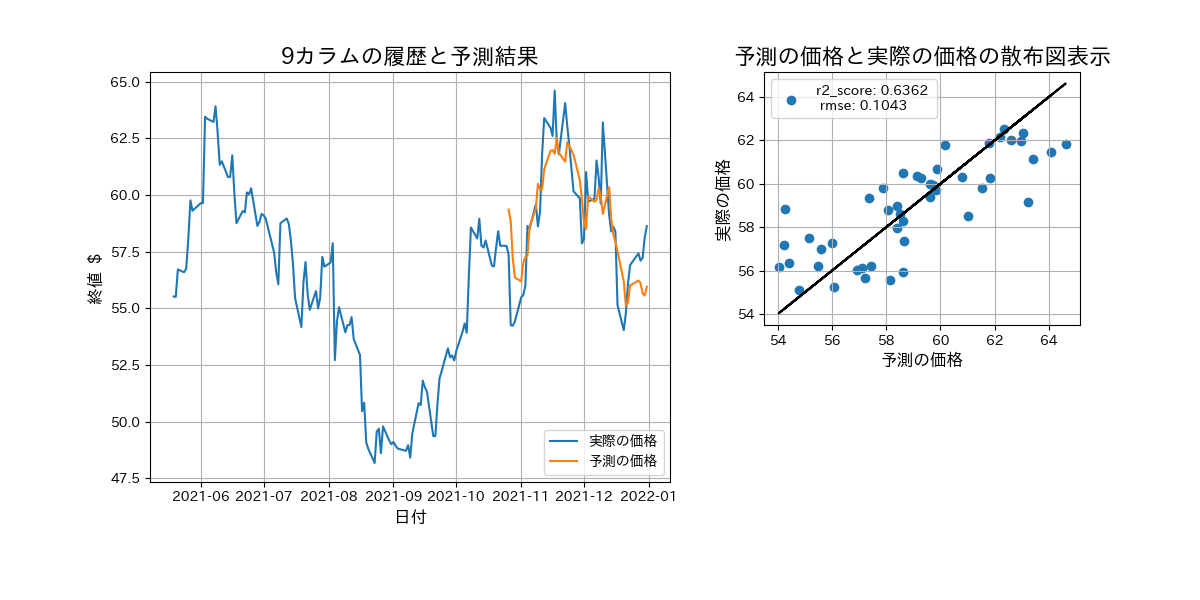 9カラムの履歴と予測結果
65.0
62.5
60.0
57.5
55.0
52.5
50.0
47.5
終値 $
2021-06 2021-07 2021-08 2021-09 2021-10 2021-11 2021-12 2022-01
日付
実際の価格
予測の価格
予測の価格と実際の価格の散布図表示
r2_score: 0.6362
rmse: 0.1043
64
62
60
58
56
54
実際の価格
54 56 58 60 62 64
予測の価格